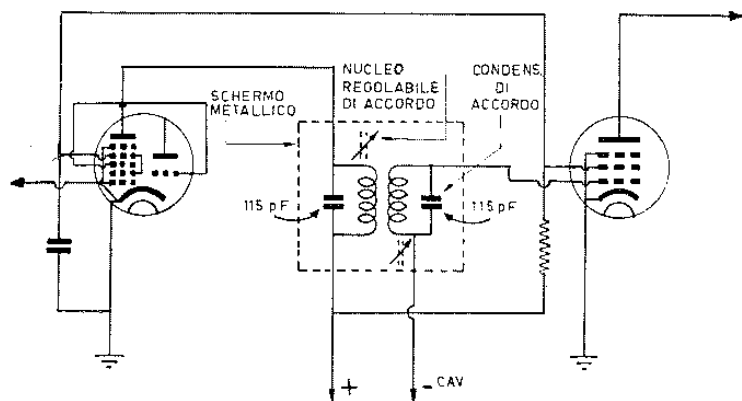 NUCLEO
REGOLABILE
DI ACCORDO
CONDENS.
DI
ACCORDO
SCHERMO
METALLICO
115 pF
115 pF
+
- CAV